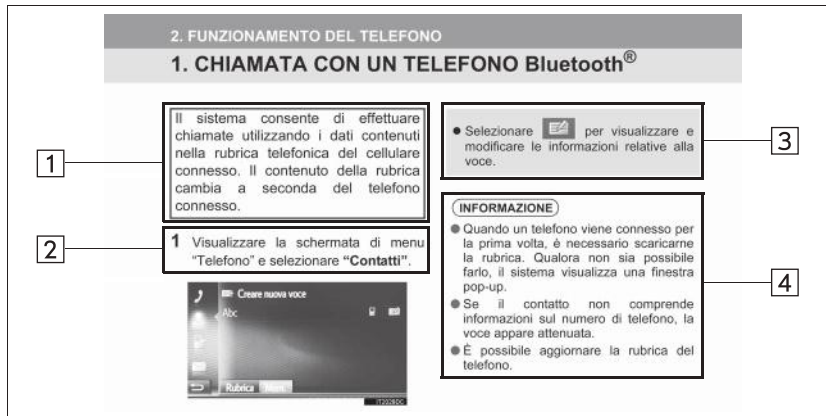 2. FUNZIONAMENTO DEL TELEFONO
1. CHIAMATA CON UN TELEFONO Bluetooth®
Il sistema consente di effettuare
chiamate utilizzando i dati contenuti
nella rubrica telefonica del cellulare
connesso. Il contenuto della rubrica
cambia a seconda del telefono
connesso.
1
2
1 Visualizzare la schermata di menu
"Telefono" e selezionare "Contatti".
Creare nuova voce
Abc
Rubrica
● Selezionare per visualizzare e
modificare le informazioni relative alla
voce.
3
INFORMAZIONE
● Quando un telefono viene connesso per
la prima volta, è necessario scaricarne
la rubrica. Qualora non sia possibile
farlo, il sistema visualizza una finestra
pop-up.
● Se il contatto non comprende
informazioni sul numero di telefono, la
voce appare attenuata.
● È possibile aggiornare la rubrica del
telefono.
4